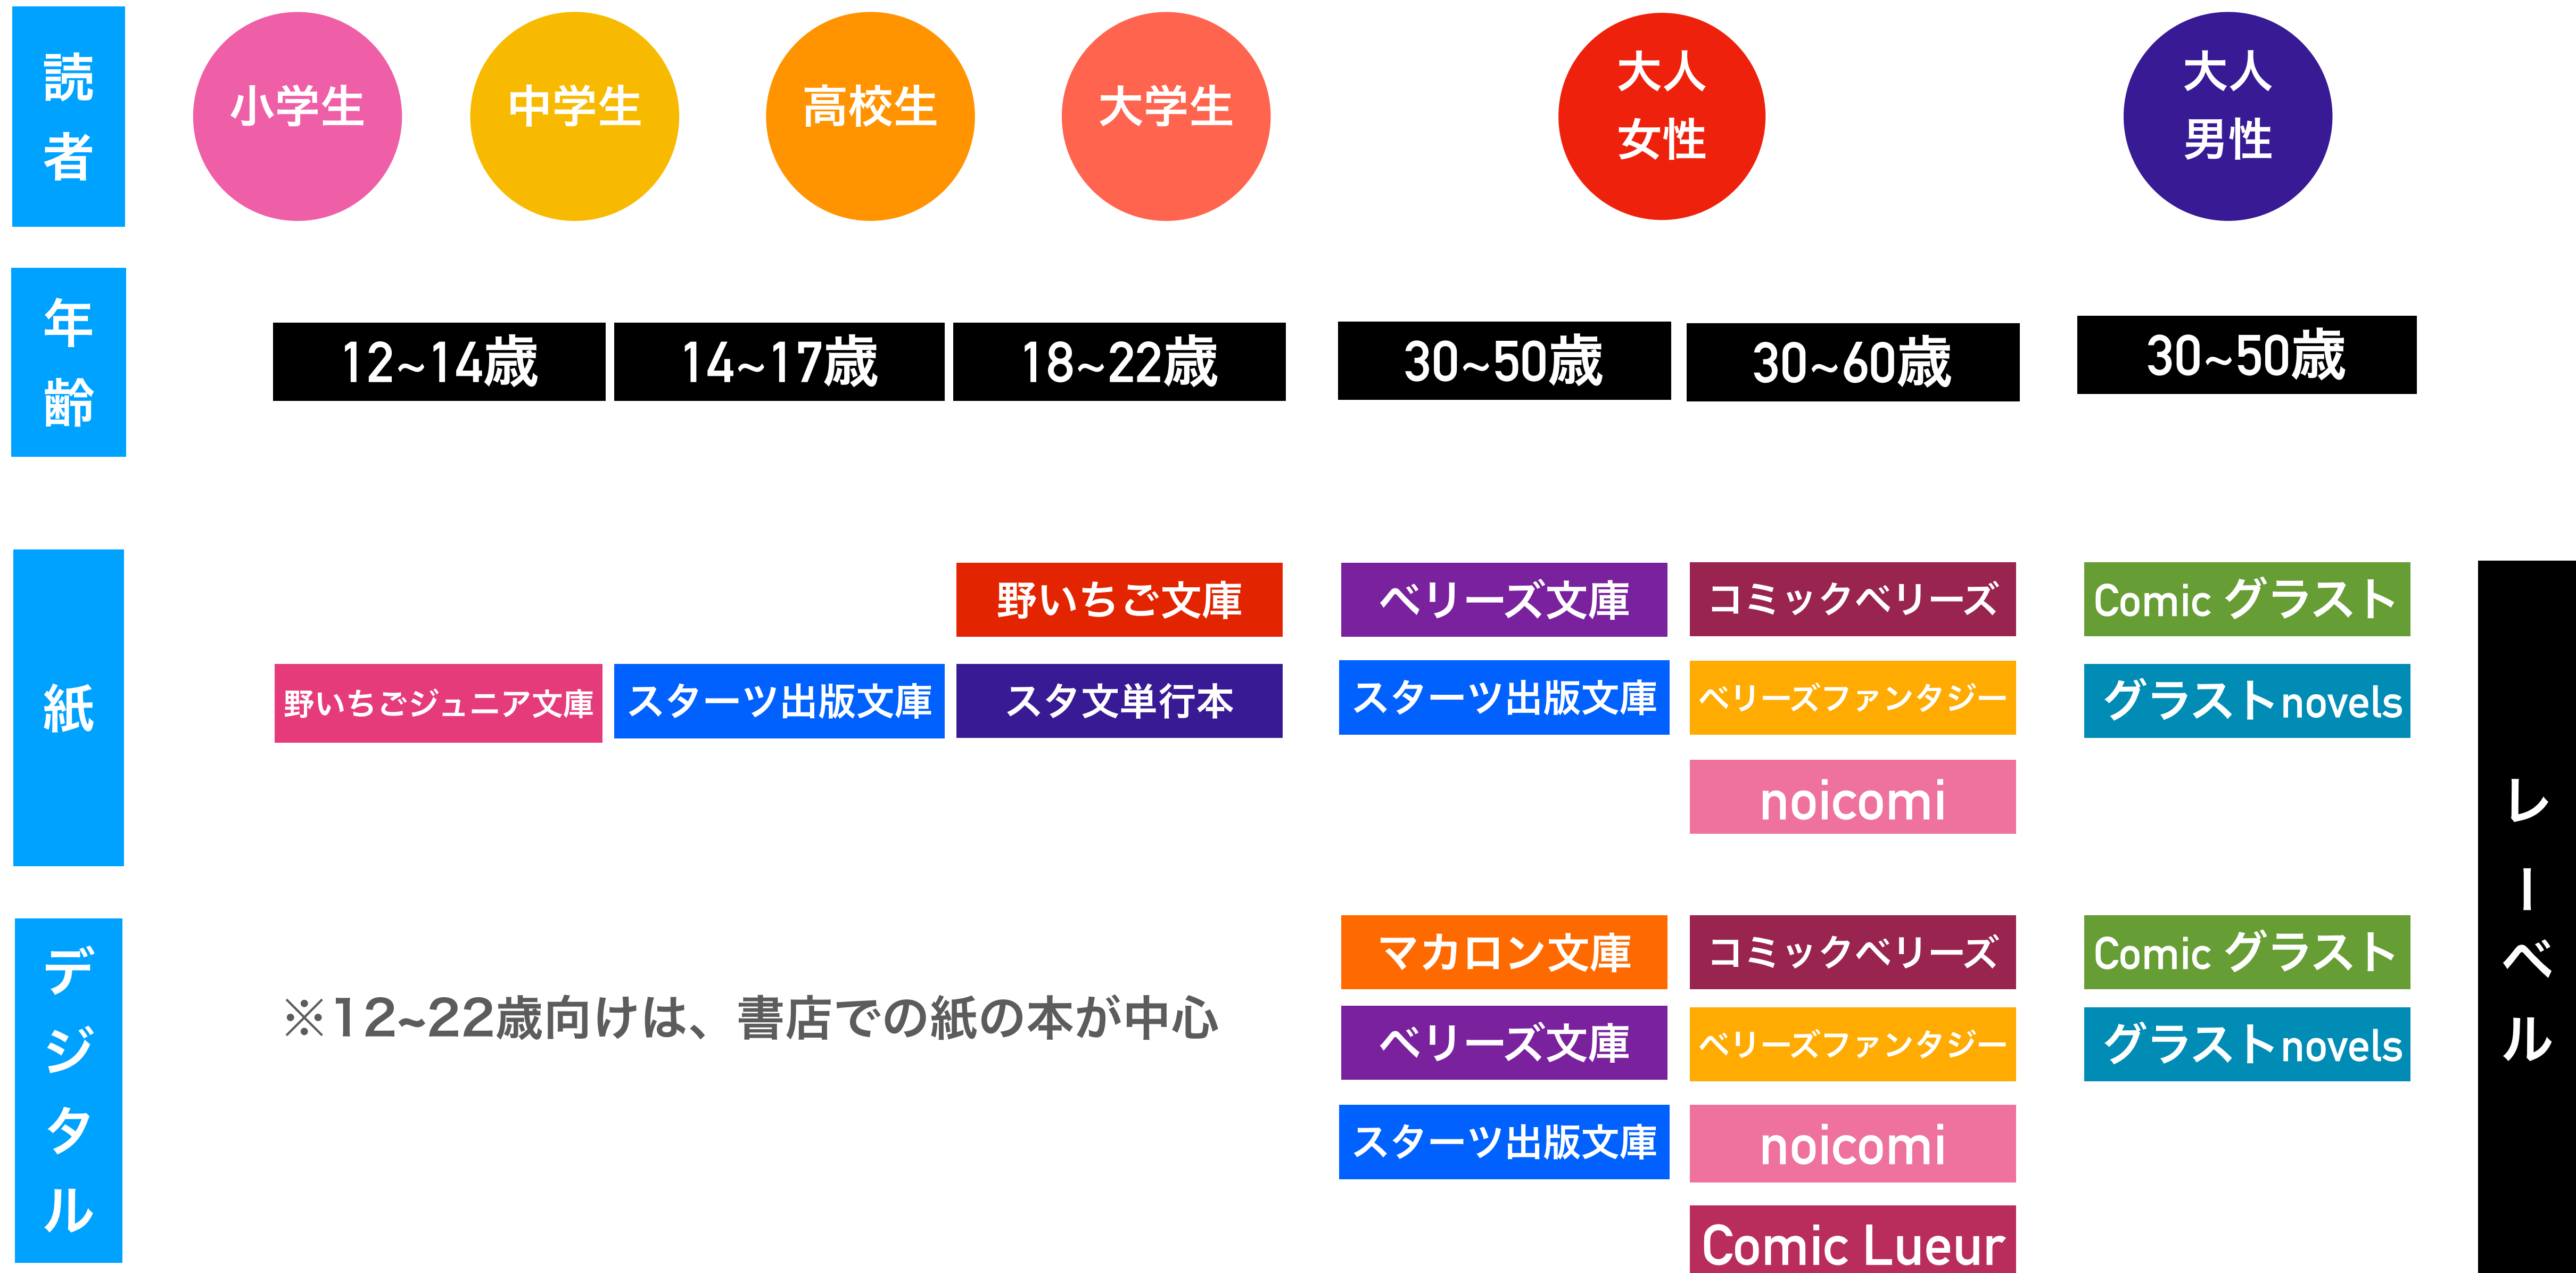 読者
小学生
中学生
高校生
大学生
大人
女性
大人
男性
年齢
12~14歳
14~17歳
18~22歳
30~50歳
30~60歳
30~50歳
紙
野いちご文庫
ベリーズ文庫
コミックベリーズ
Comic グラスト
野いちごジュニア文庫
スターツ出版文庫
スタ文単行本
スターツ出版文庫
ベリーズファンタジー
グラストnovels
noicomi
レーベル
デジタル
※12~22歳向けは、書店での紙の本が中心
マカロン文庫
コミックベリーズ
Comic グラスト
ベリーズ文庫
ベリーズファンタジー
グラストnovels
スターツ出版文庫
noicomi
Comic Lueur